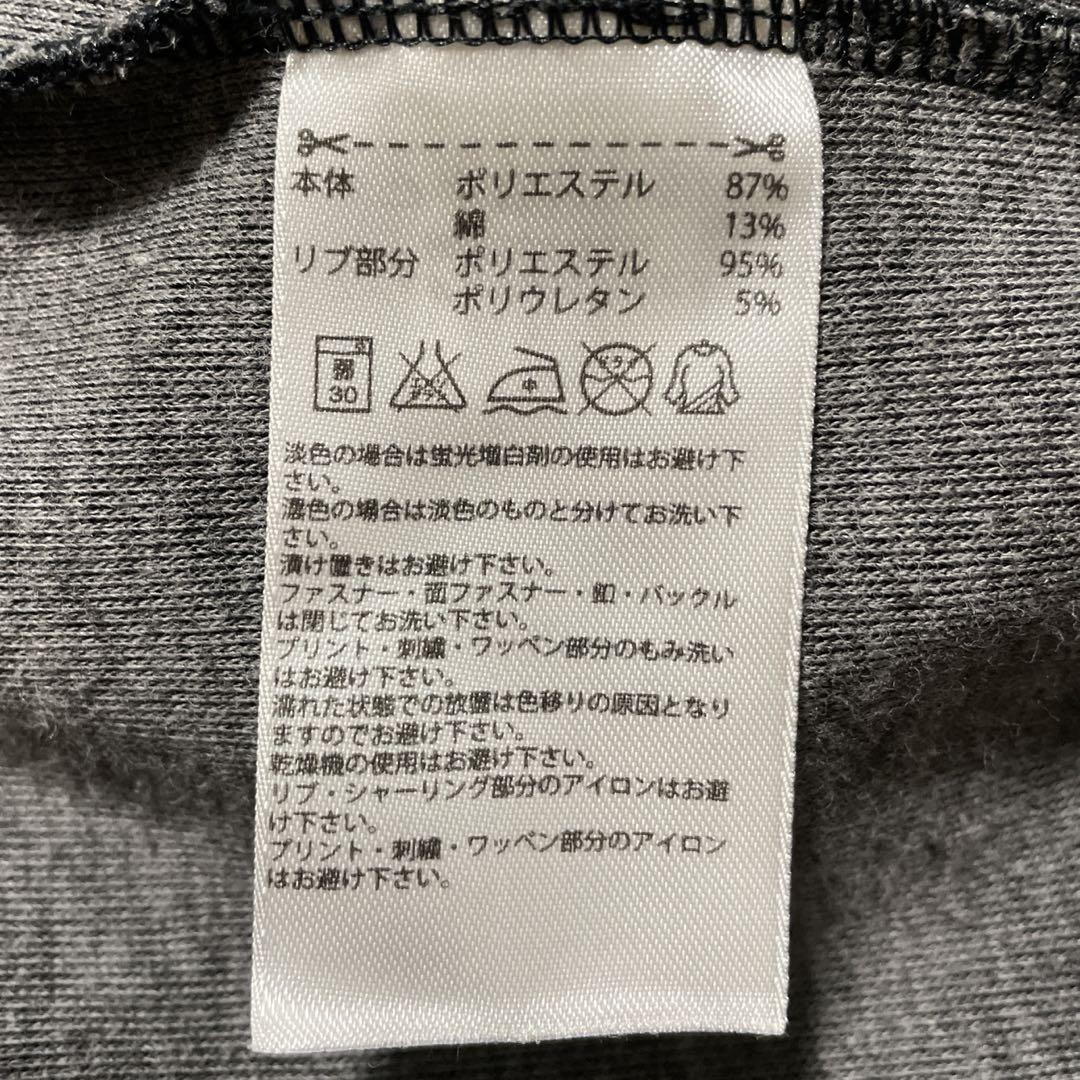 本体 ポリエステル 87%
綿 13%
リブ部分 ポリエステル 95%
ポリウレタン 5%
弱 30 中
淡色の場合は蛍光増白剤の使用はお避け下
さい。
濃色の場合は淡色のものと分けてお洗い下
さい。
漬け置きはお避け下さい。
ファスナー・面ファスナー・釦・バックル
は閉じてお洗い下さい。
プリント・刺繍・ワッペン部分のもみ洗い
はお避け下さい。
濡れた状態での放置は色移りの原因となり
ますのでお避け下さい。
乾燥機の使用はお避け下さい。
リブ・シャーリング部分のアイロンはお避
け下さい。
プリント・刺繍・ワッペン部分のアイロン
はお避け下さい。